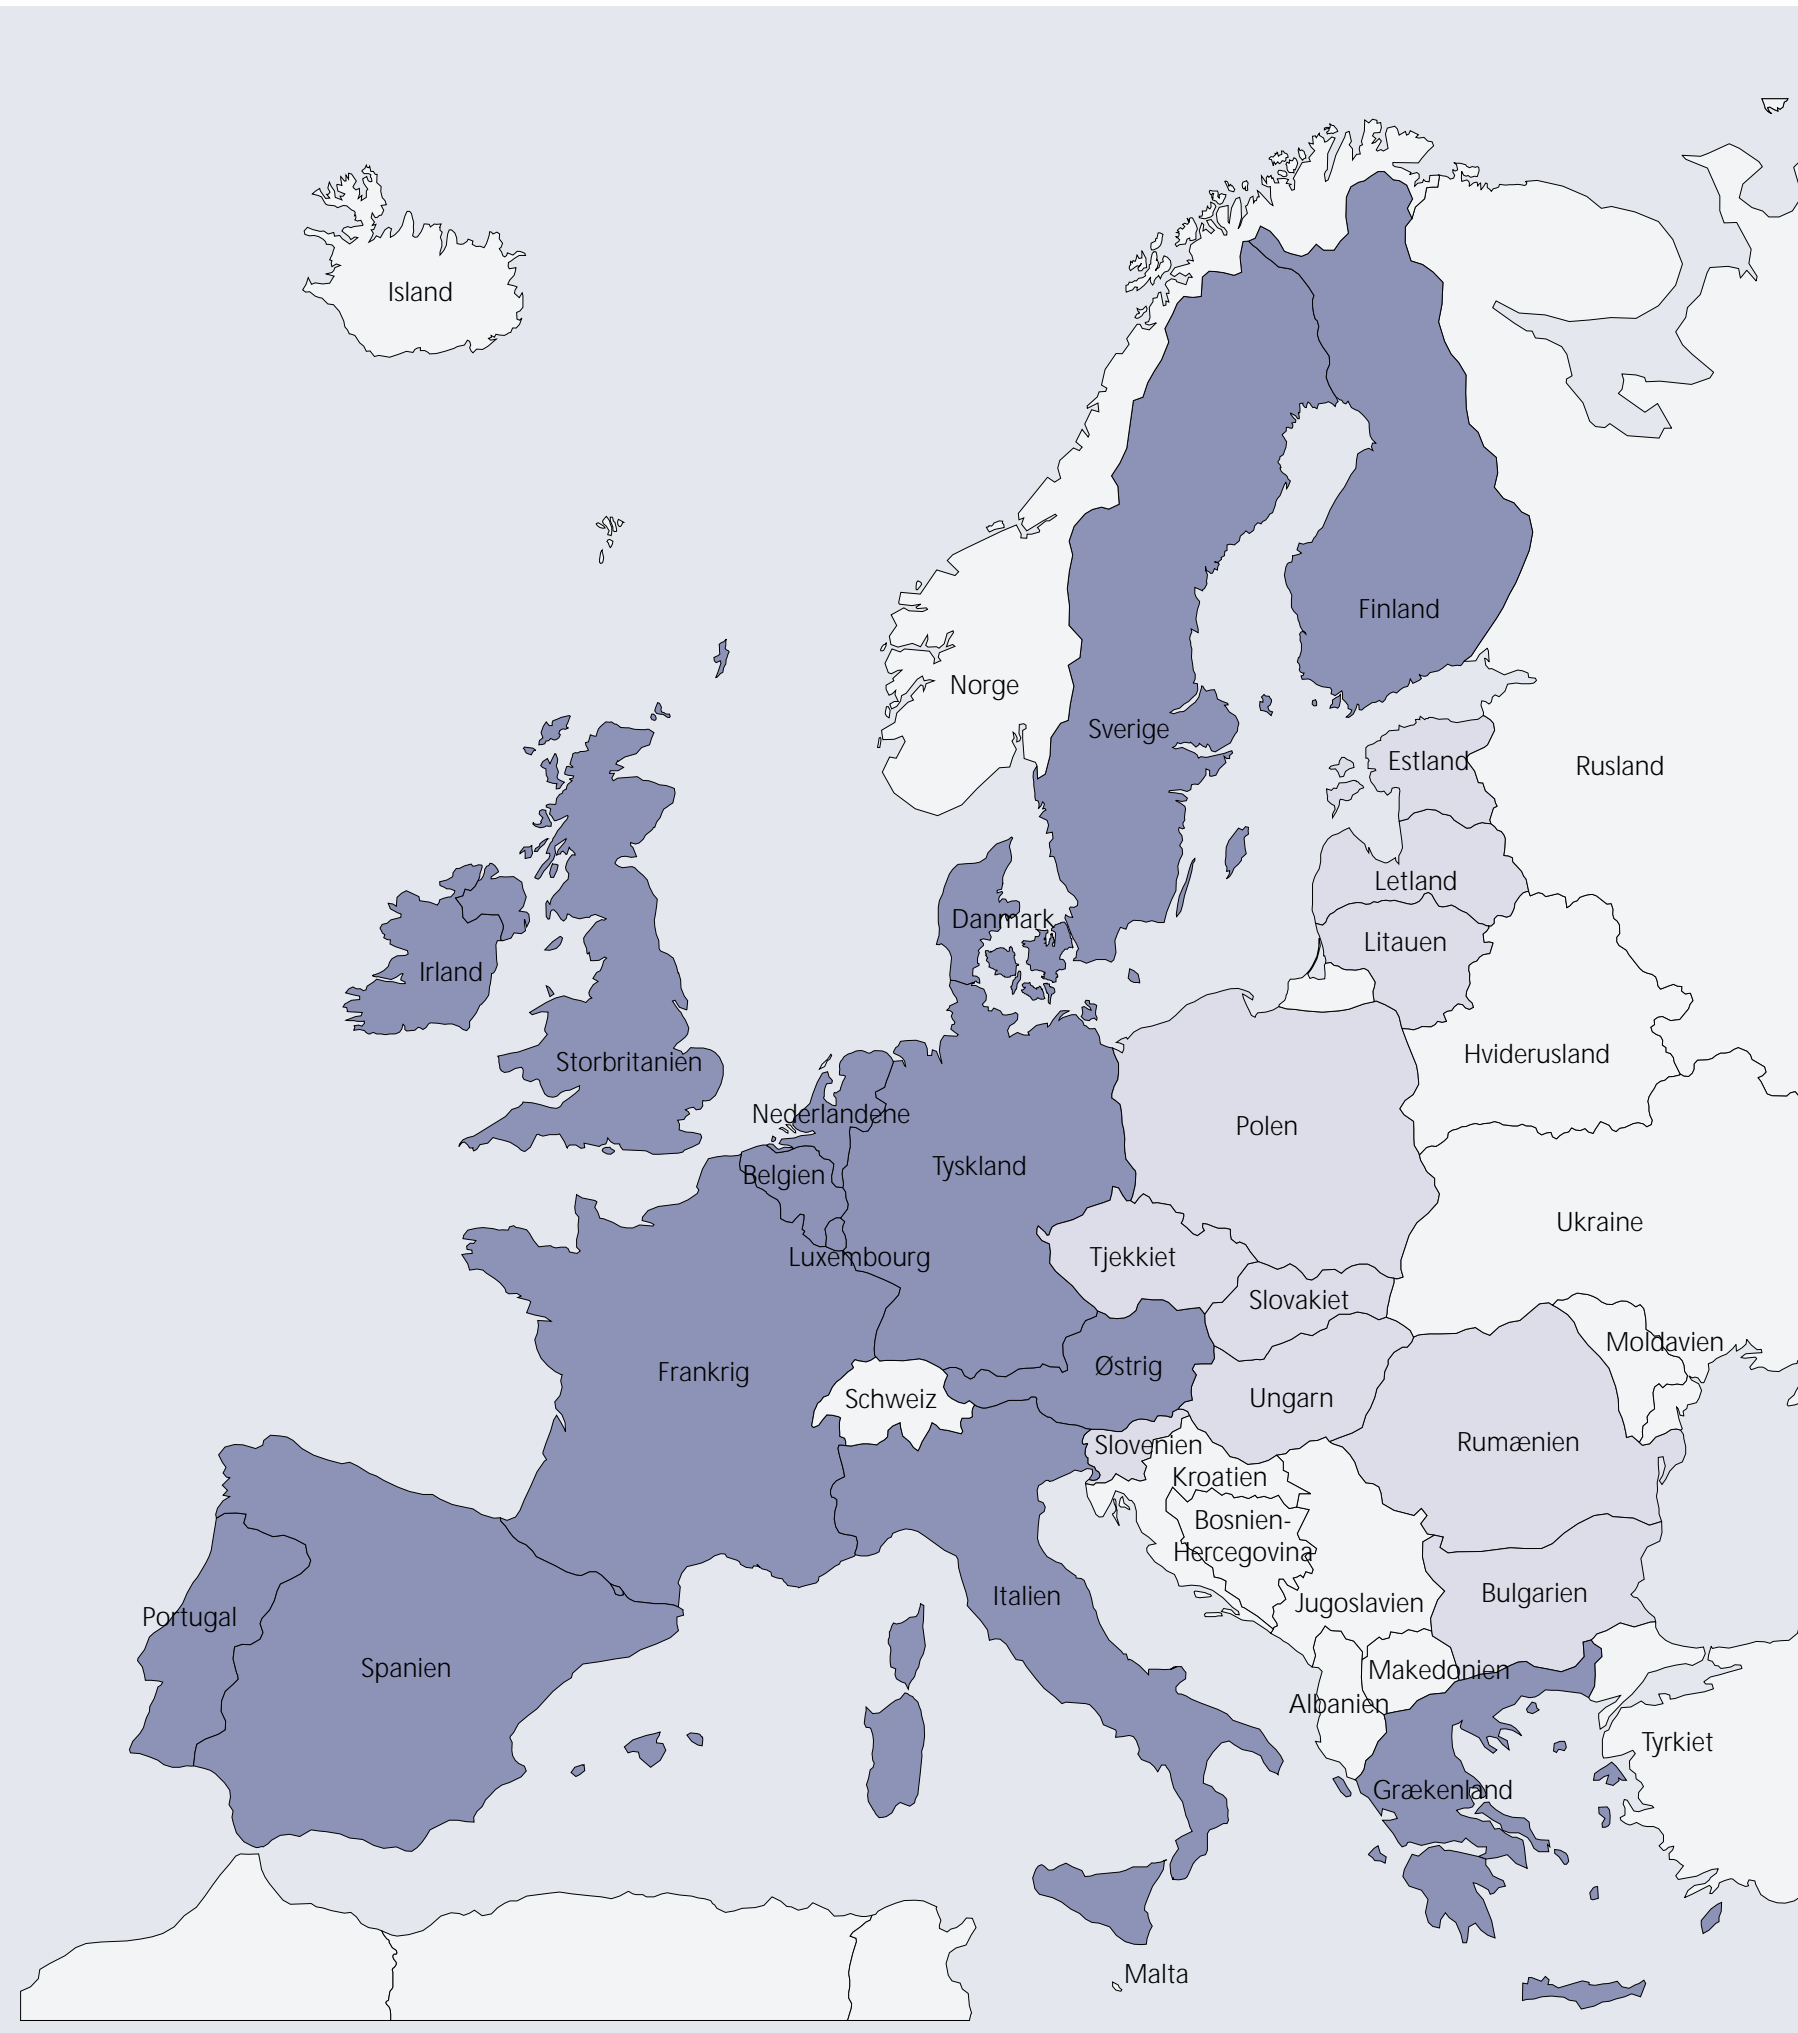 Island
Finland
Norge
Sverige
Estland
Rusland
Letland
Danmark
Litauen
Irland
Hviderusland
Storbritanien
Nederlandene
Polen
Tyskland
Belgien
Ukraine
Luxembourg
Tjekkiet
Slovakiet
Moldavien
Østrig
Frankrig
Schweiz
Ungarn
Rumænien
Slovenien
Kroatien
Bosnien-
Hercegovina
Bulgarien
Italien
Jugoslavien
Portugal
Spanien
Makedonien
Albanien
Tyrkiet
Grækenland
Malta